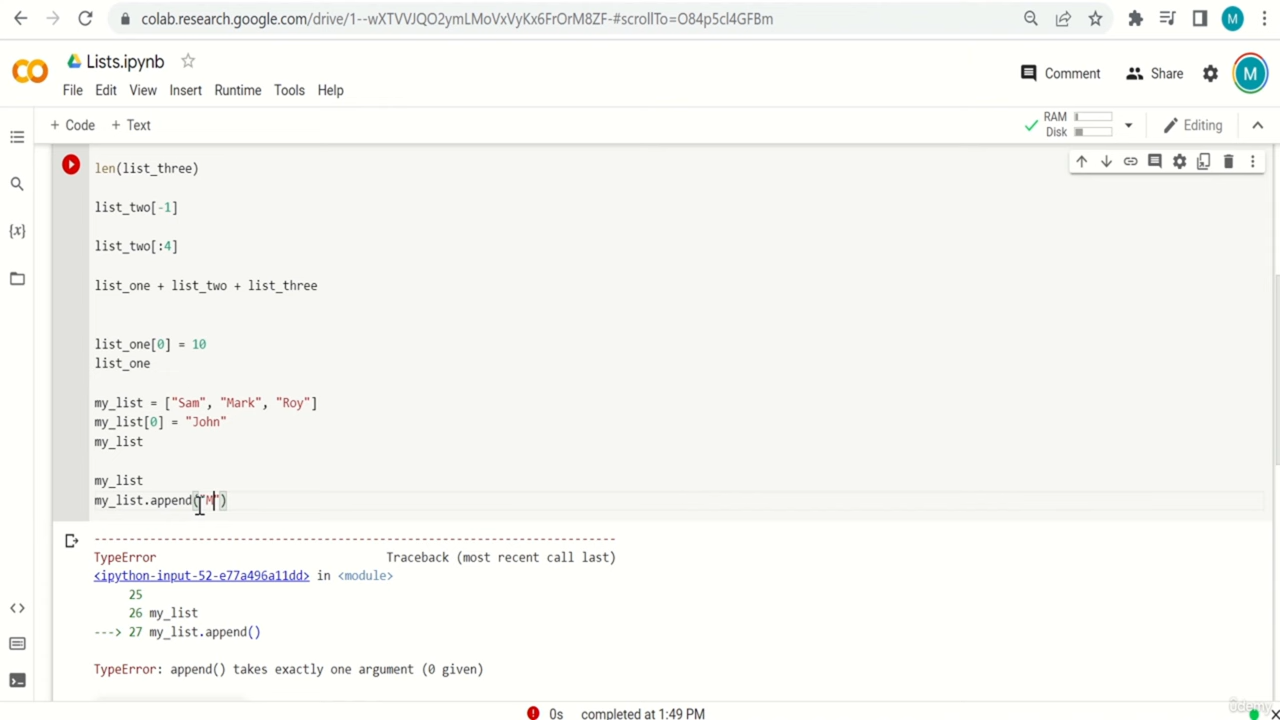 colab.research.google.com/drive/1--wXTVVJQO2ymLMoVxVyKx6FrOrM8ZF-#scrollTo=O84p5cl4GFBm
M
CO
Lists.ipynb
Comment
Share
M
File Edit View Insert Runtime Tools Help
+ Code + Text
RAM
Disk
Editing
len(list_three)
list_two[-1]
list_two[:4]
list_one + list_two + list_three
list_one[0] = 10
list_one
my_list = ["Sam", "Mark", "Roy"]
my_list[0] = "John"
my_list
my_list
my_list.append("M")
{x}
--------------------------------------------------------------------------
TypeError Traceback (most recent call last)
<ipython-input-52-e77a496a11dd> in <module>
25
26 my_list
---> 27 my_list.append()
TypeError: append() takes exactly one argument (0 given)
0s completed at 1:49 PM
ûdemy